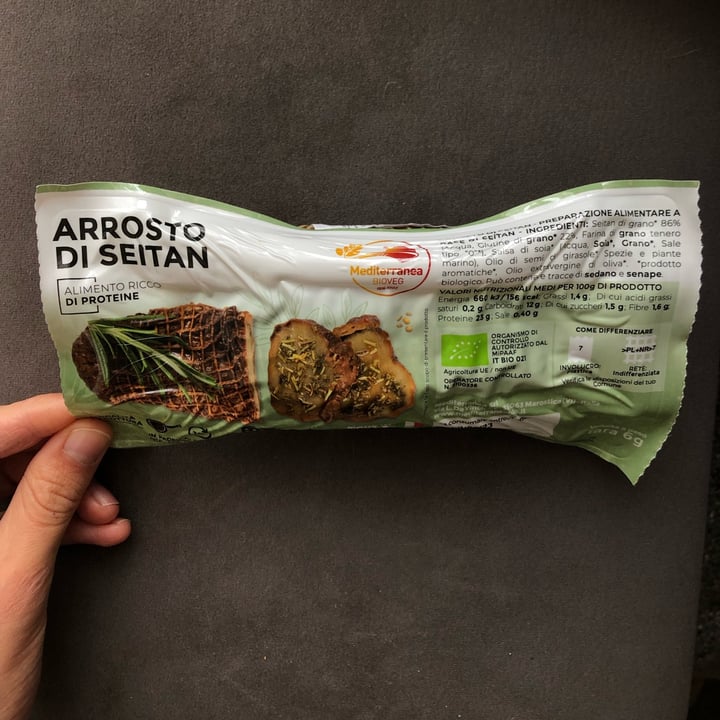 ARROSTO
DI SEITAN
ALIMENTO RICCO
DI PROTEINE
Mediterranea
BIOVEG
PREPARAZIONE ALIMENTARE A
BASE DI SEITAN - INGREDIENTI: Seitan di grano* 86%
(acqua, Glutine di grano* 22%, Farina di grano tenero
tipo "0"*), Salsa di soia* (acqua, Soia*, Grano*, Sale
marino), Olio di semi di girasole* Spezie e piante
aromatiche*, Olio extravergine di oliva* *prodotto
biologico. Può contenere tracce di sedano e senape.
VALORI NUTRIZIONALI MEDI PER 100g DI PRODOTTO
Energia Grassi 1,4 g; Di cui acidi grassi
saturi 0,2 g Carboidrati 12g; Di cui zuccheri 1,5 g; Fibre 1,6 g;
Proteine 23 g; Sale 0,40 g
ORGANISMO DI
CONTROLLO
AUTORIZZATO DAL
MIPAAF
IT BIO 021
Agricoltura UE / non UE
OPERATORE CONTROLLATO
COME DIFFERENZIARE
7
>PL+NR<7
INVOLUCRO:
RETE:
Indifferenziata
Verifica le disposizioni del tuo
Comune
tara 6g